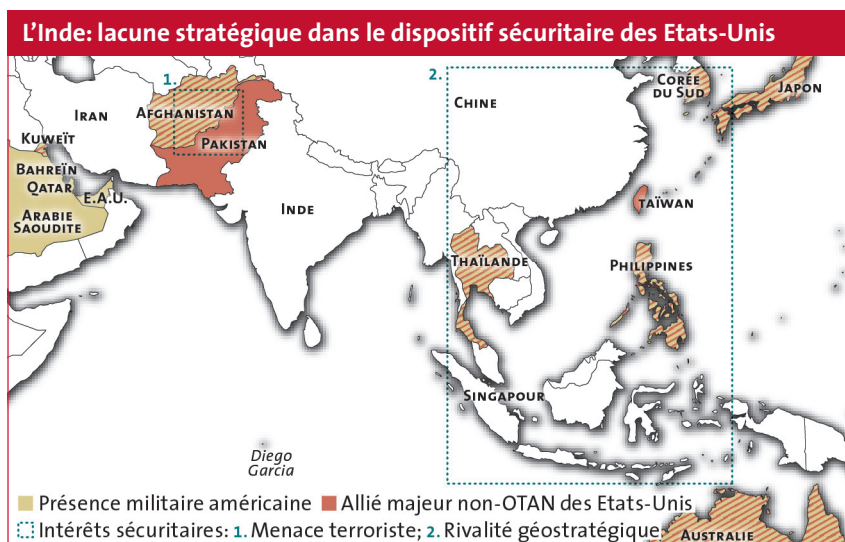 L'Inde: lacune stratégique dans le dispositif sécuritaire des Etats-Unis
1.
2.
CORÉE
DU SUD
JAPON
CHINE
IRAN
AFGHANISTAN
KUWEÏT
PAKISTAN
BAHREÏN
QATAR
E.A.U.
ARABIE
SAOUDITE
INDE
TAÏWAN
THAÏLANDE
PHILIPPINES
SINGAPOUR
Diego
Garcia
Présence militaire américaine Allié majeur non-OTAN des Etats-Unis
Intérêts sécuritaires: 1. Menace terroriste; 2. Rivalité géostratégique
AUSTRALIE